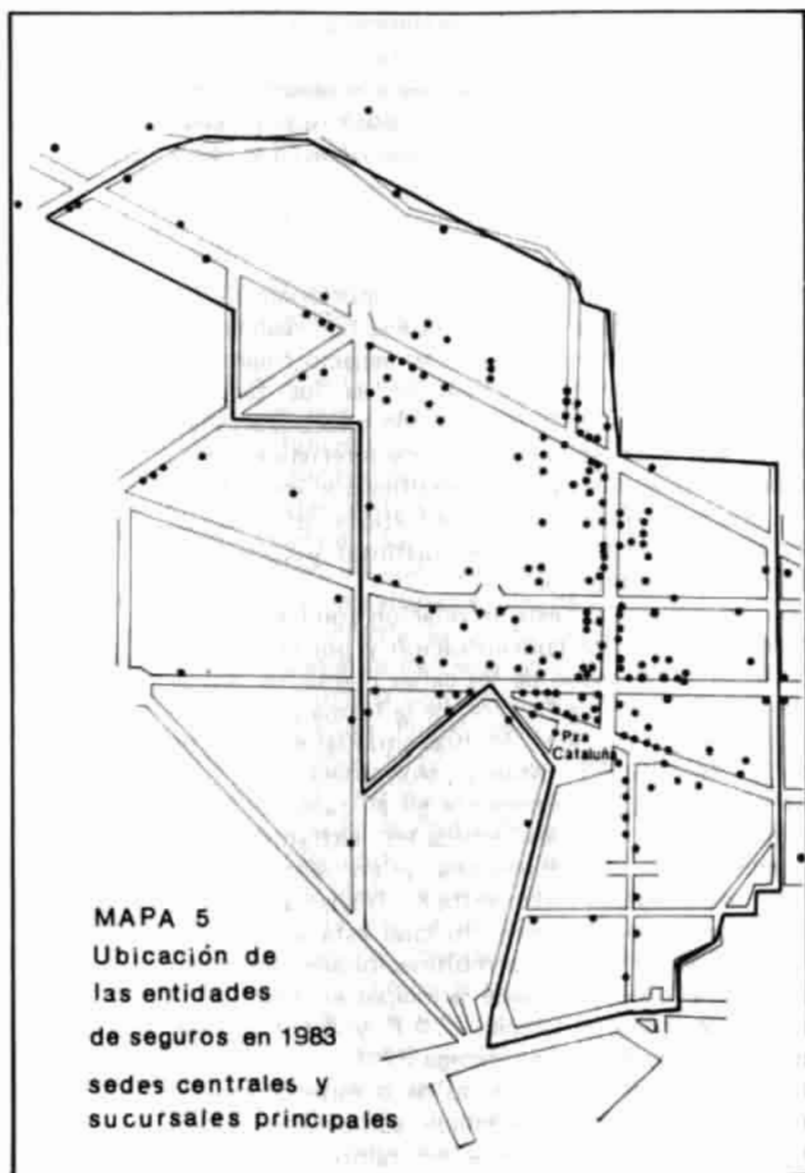 Pza
Cataluña
MAPA 5
Ubicación de
las entidades
de seguros en 1983
sedes centrales y
sucursales principales